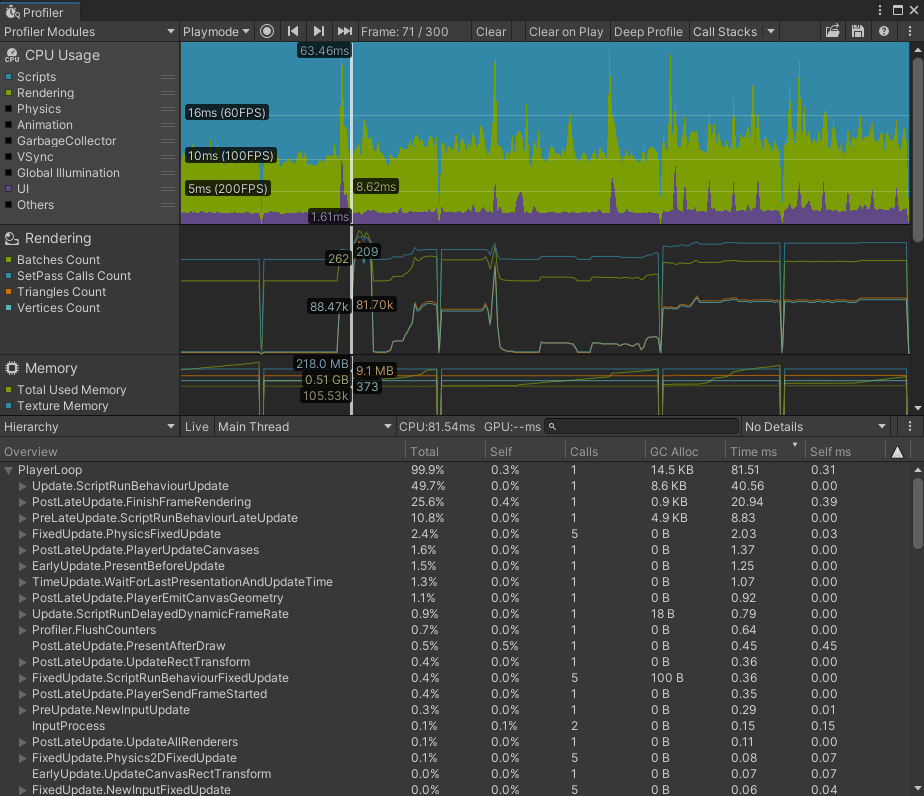 Profiler
Profiler Modules Playmode Frame: 71 / 300 Clear Clear on Play Deep Profile Call Stacks
CPU Usage
Scripts
Rendering
Physics
Animation
GarbageCollector
VSync
Global Illumination
UI
Others
63.46ms
16ms (60FPS)
10ms (100FPS)
5ms (200FPS)
8.62ms
1.61ms
Rendering
Batches Count
SetPass Calls Count
Triangles Count
Vertices Count
262 209
88.47k 81.70k
Memory
Total Used Memory
Texture Memory
218.0 MB
0.51 GB
105.53k
9.1 MB
373
Hierarchy Live Main Thread CPU:81.54ms GPU:--ms No Details
Overview Total Self Calls GC Alloc Time ms Self ms
PlayerLoop 99.9% 0.3% 1 14.5 KB 81.51 0.31
Update.ScriptRunBehaviourUpdate 49.7% 0.0% 1 8.6 KB 40.56 0.00
PostLateUpdate.FinishFrameRendering 25.6% 0.4% 1 0.9 KB 20.94 0.39
PreLateUpdate.ScriptRunBehaviourLateUpdate 10.8% 0.0% 1 4.9 KB 8.83 0.00
FixedUpdate.PhysicsFixedUpdate 2.4% 0.0% 5 0 B 2.03 0.03
PostLateUpdate.PlayerUpdateCanvases 1.6% 0.0% 1 0 B 1.37 0.00
EarlyUpdate.PresentBeforeUpdate 1.5% 0.0% 1 0 B 1.25 0.00
TimeUpdate.WaitForLastPresentationAndUpdateTime 1.3% 0.0% 1 0 B 1.07 0.00
PostLateUpdate.PlayerEmitCanvasGeometry 1.1% 0.0% 1 0 B 0.92 0.00
Update.ScriptRunDelayedDynamicFrameRate 0.9% 0.0% 1 18 B 0.79 0.00
Profiler.FlushCounters 0.7% 0.0% 1 0 B 0.64 0.00
PostLateUpdate.PresentAfterDraw 0.5% 0.5% 1 0 B 0.45 0.45
PostLateUpdate.UpdateRectTransform 0.4% 0.0% 1 0 B 0.36 0.00
FixedUpdate.ScriptRunBehaviourFixedUpdate 0.4% 0.0% 5 100 B 0.36 0.00
PostLateUpdate.PlayerSendFrameStarted 0.4% 0.0% 1 0 B 0.35 0.00
PreUpdate.NewInputUpdate 0.3% 0.0% 1 0 B 0.29 0.01
InputProcess 0.1% 0.1% 2 0 B 0.15 0.15
PostLateUpdate.UpdateAllRenderers 0.1% 0.0% 1 0 B 0.11 0.00
FixedUpdate.Physics2DFixedUpdate 0.1% 0.0% 5 0 B 0.08 0.07
EarlyUpdate.UpdateCanvasRectTransform 0.0% 0.0% 1 0 B 0.07 0.07
FixedUpdate.NewInputFixedUpdate 0.0% 0.0% 5 0 B 0.06 0.04